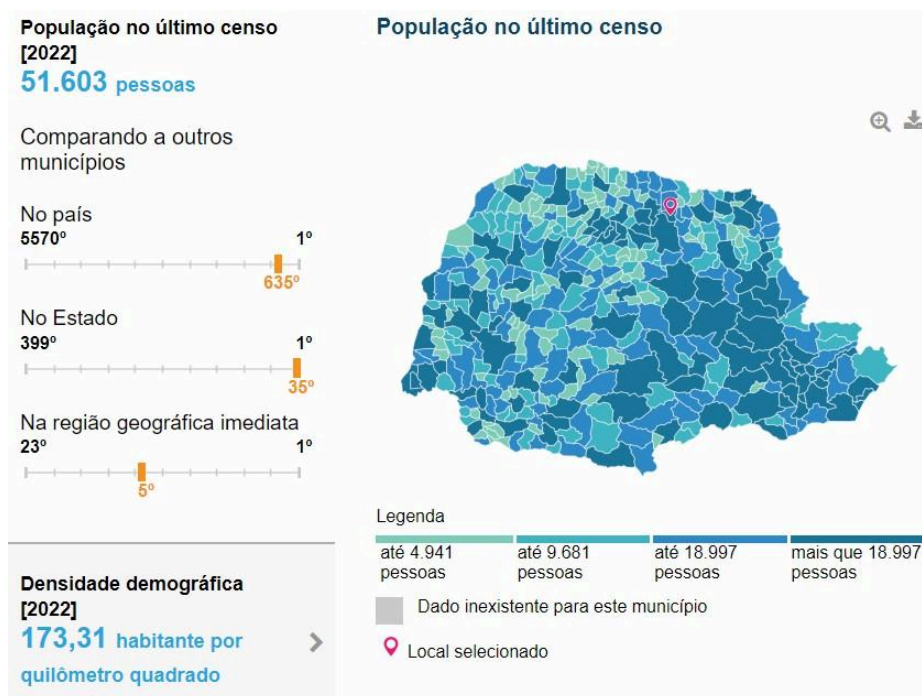 População no último censo
[2022]
51.603 pessoas
Comparando a outros
municípios
No país
5570º 1º
635º
No Estado
399º 1º
35º
Na região geográfica imediata
23º 1º
5º
Densidade demográfica
[2022]
173,31 habitante por
quilômetro quadrado
População no último censo
Legenda
até 4.941
pessoas
até 9.681
pessoas
até 18.997
pessoas
mais que 18.997
pessoas
Dado inexistente para este município
Local selecionado